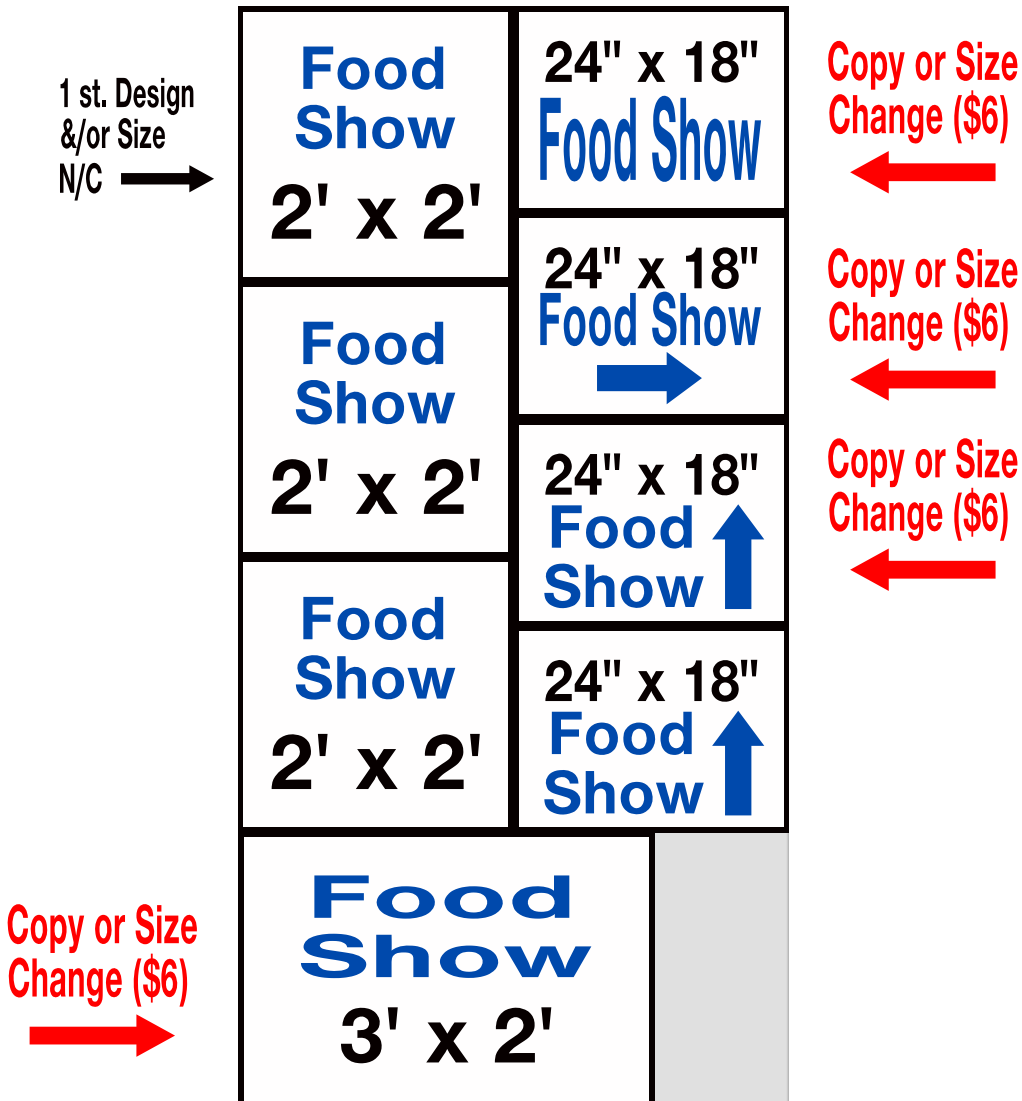 1 st. Design
&/or Size
N/C
Food
Show
2' x 2'
24" x 18"
Food Show
Copy or Size
Change ($6)
24" x 18"
Food Show
Copy or Size
Change ($6)
Food
Show
2' x 2'
24" x 18"
Food
Show
Copy or Size
Change ($6)
Food
Show
2' x 2'
24" x 18"
Food
Show
Copy or Size
Change ($6)
Food
Show
3' x 2'